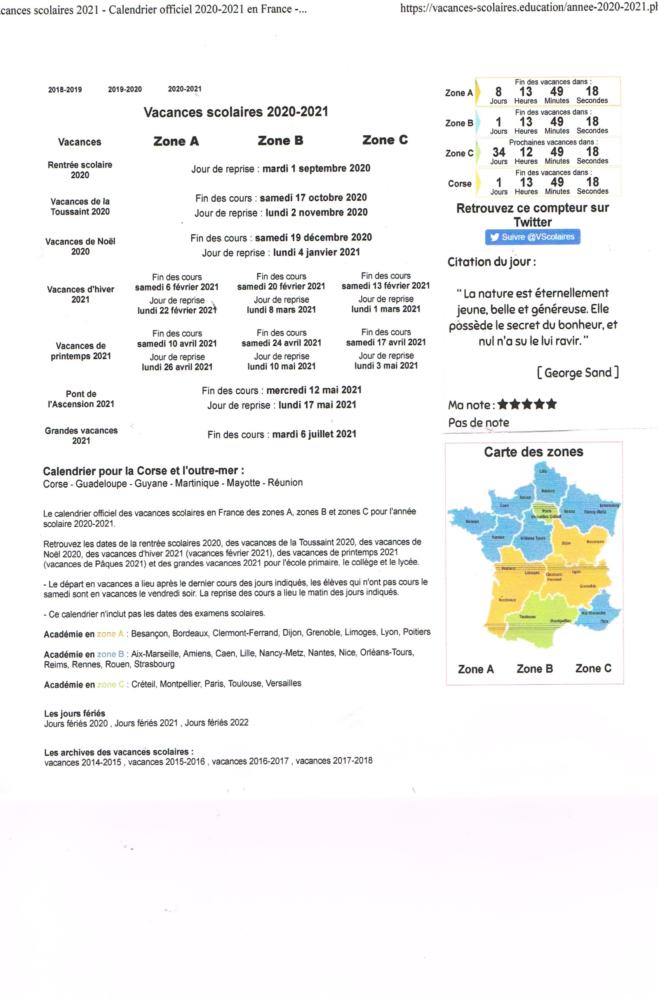 cances scolaires 2021 - Calendrier officiel 2020-2021 en France -...
https://vacances-scolaires.education/annee-2020-2021.ph
2018-2019 2019-2020 2020-2021
Vacances scolaires 2020-2021
Vacances Zone A Zone B Zone C
Rentrée scolaire
2020
Jour de reprise : mardi 1 septembre 2020
Vacances de la
Toussaint 2020
Fin des cours : samedi 17 octobre 2020
Jour de reprise : lundi 2 novembre 2020
Vacances de Noël
2020
Fin des cours : samedi 19 décembre 2020
Jour de reprise : lundi 4 janvier 2021
Vacances d'hiver
2021
Fin des cours
samedi 6 février 2021
Jour de reprise
lundi 22 février 2021
Fin des cours
samedi 20 février 2021
Jour de reprise
lundi 8 mars 2021
Fin des cours
samedi 13 février 2021
Jour de reprise
lundi 1 mars 2021
Vacances de
printemps 2021
Fin des cours
samedi 10 avril 2021
Jour de reprise
lundi 26 avril 2021
Fin des cours
samedi 24 avril 2021
Jour de reprise
lundi 10 mai 2021
Fin des cours
samedi 17 avril 2021
Jour de reprise
lundi 3 mai 2021
Pont de
l'Ascension 2021
Fin des cours : mercredi 12 mai 2021
Jour de reprise : lundi 17 mai 2021
Grandes vacances
2021
Fin des cours : mardi 6 juillet 2021
Calendrier pour la Corse et l'outre-mer :
Corse - Guadeloupe - Guyane - Martinique - Mayotte - Réunion
Le calendrier officiel des vacances scolaires en France des zones A, zones B et zones C pour l'année
scolaire 2020-2021.
Retrouvez les dates de la rentrée scolaires 2020, des vacances de la Toussaint 2020, des vacances de
Noël 2020, des vacances d'hiver 2021 (vacances février 2021), des vacances de printemps 2021
(vacances de Pâques 2021) et des grandes vacances 2021 pour l'école primaire, le collège et le lycée.
- Le départ en vacances a lieu après le dernier cours des jours indiqués, les élèves qui n'ont pas cours le
samedi sont en vacances le vendredi soir. La reprise des cours a lieu le matin des jours indiqués.
- Ce calendrier n'inclut pas les dates des examens scolaires.
Académie en zone A : Besançon, Bordeaux, Clermont-Ferrand, Dijon, Grenoble, Limoges, Lyon, Poitiers
Académie en zone B : Aix-Marseille, Amiens, Caen, Lille, Nancy-Metz, Nantes, Nice, Orléans-Tours,
Reims, Rennes, Rouen, Strasbourg
Académie en zone C : Créteil, Montpellier, Paris, Toulouse, Versailles
Les jours fériés
Jours fériés 2020 , Jours fériés 2021 , Jours fériés 2022
Les archives des vacances scolaires :
vacances 2014-2015 , vacances 2015-2016 , vacances 2016-2017 , vacances 2017-2018
Zone A
Fin des vacances dans :
8 13 49 18
Jours Heures Minutes Secondes
Zone B
Fin des vacances dans :
1 13 49 18
Jours Heures Minutes Secondes
Zone C
Prochaines vacances dans :
34 12 49 18
Jours Heures Minutes Secondes
Corse
Fin des vacances dans :
1 13 49 18
Jours Heures Minutes Secondes
Retrouvez ce compteur sur
Twitter
Suivre @VScolaires
Citation du jour :
“ La nature est éternellement
jeune, belle et généreuse. Elle
possède le secret du bonheur, et
nul n'a su le lui ravir. ”
[ George Sand ]
Ma note : ★★★★★
Pas de note
Carte des zones
Lille
Amiens
Rouen
Caen
Strasbourg
Paris
Reims
Nancy-Metz
Versailles Créteil
Rennes
Nantes
Orléans Tours
Dijon
Besançon
Poitiers
Limoges
Clermont
Ferrand
Lyon
Grenoble
Bordeaux
Aix Marseille
Toulouse
Montpellier
Nice
Zone A Zone B Zone C